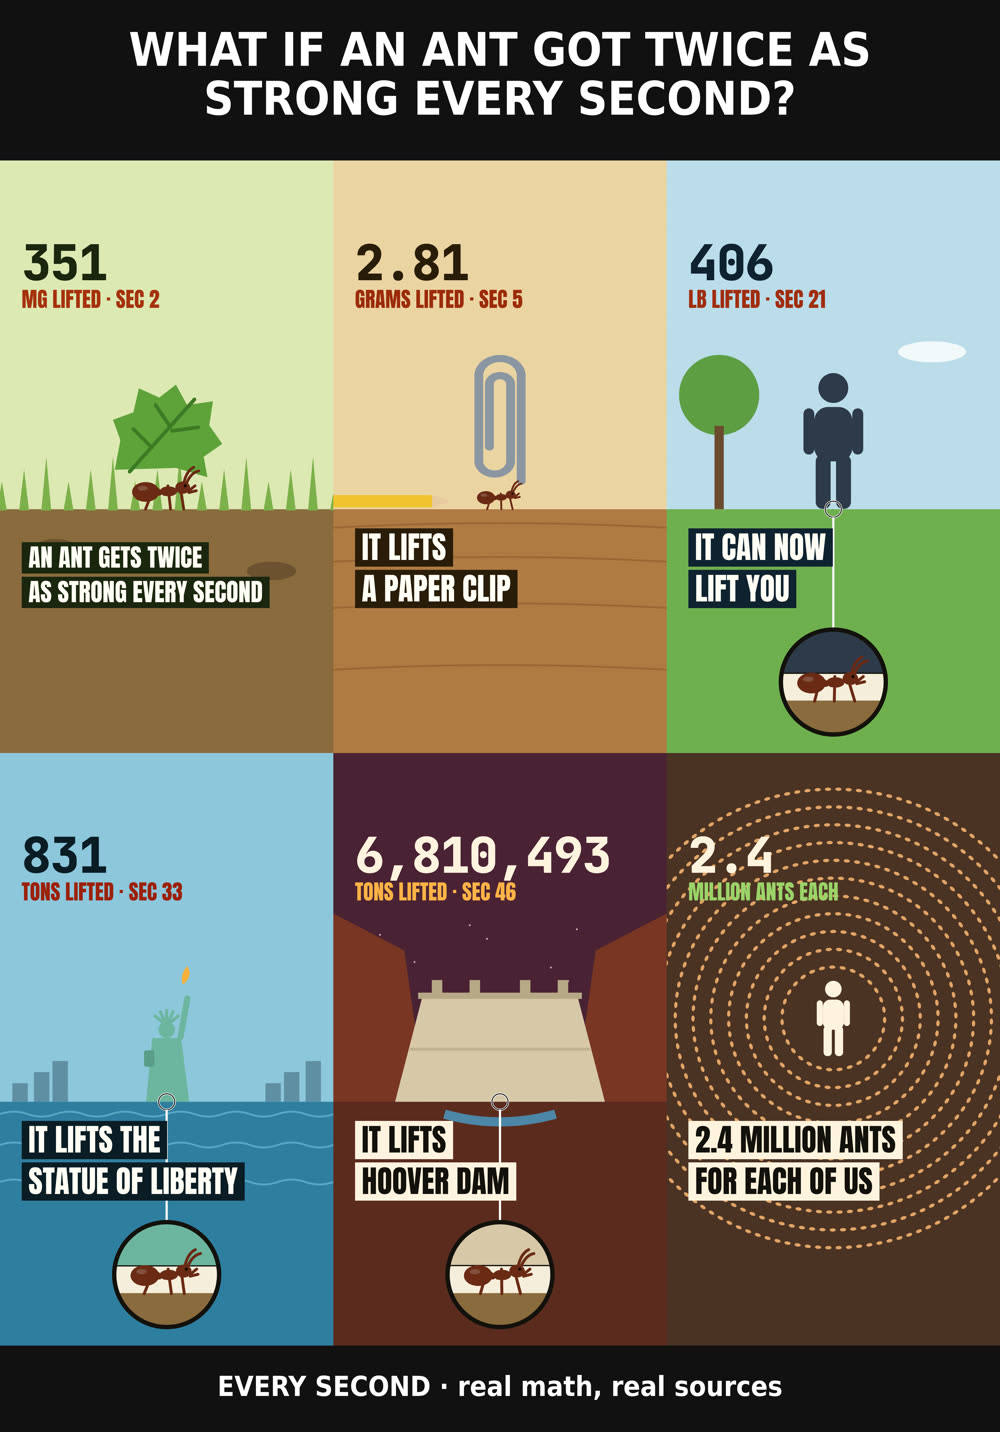 WHAT IF AN ANT GOT TWICE AS
STRONG EVERY SECOND?
351
MG LIFTED · SEC 2
AN ANT GETS TWICE
AS STRONG EVERY SECOND
2.81
GRAMS LIFTED · SEC 5
IT LIFTS
A PAPER CLIP
406
LB LIFTED · SEC 21
IT CAN NOW
LIFT YOU
831
TONS LIFTED · SEC 33
IT LIFTS THE
STATUE OF LIBERTY
6,810,493
TONS LIFTED · SEC 46
IT LIFTS
HOOVER DAM
2.4
MILLION ANTS EACH
2.4 MILLION ANTS
FOR EACH OF US
EVERY SECOND · real math, real sources